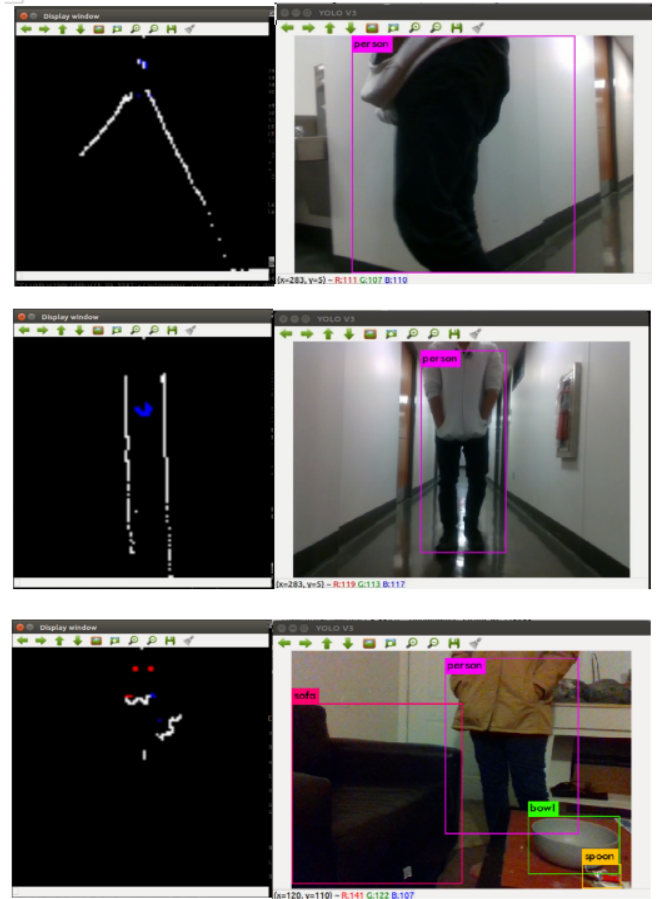 Display window
YOLO V3
person
(x=283, y=5) ~ R:111 G:107 B:110
Display window
YOLO V3
person
(x=283, y=5) ~ R:119 G:113 B:117
Display window
YOLO V3
person
sofa
bowl
spoon
(x=120, y=110) ~ R:141 G:122 B:107